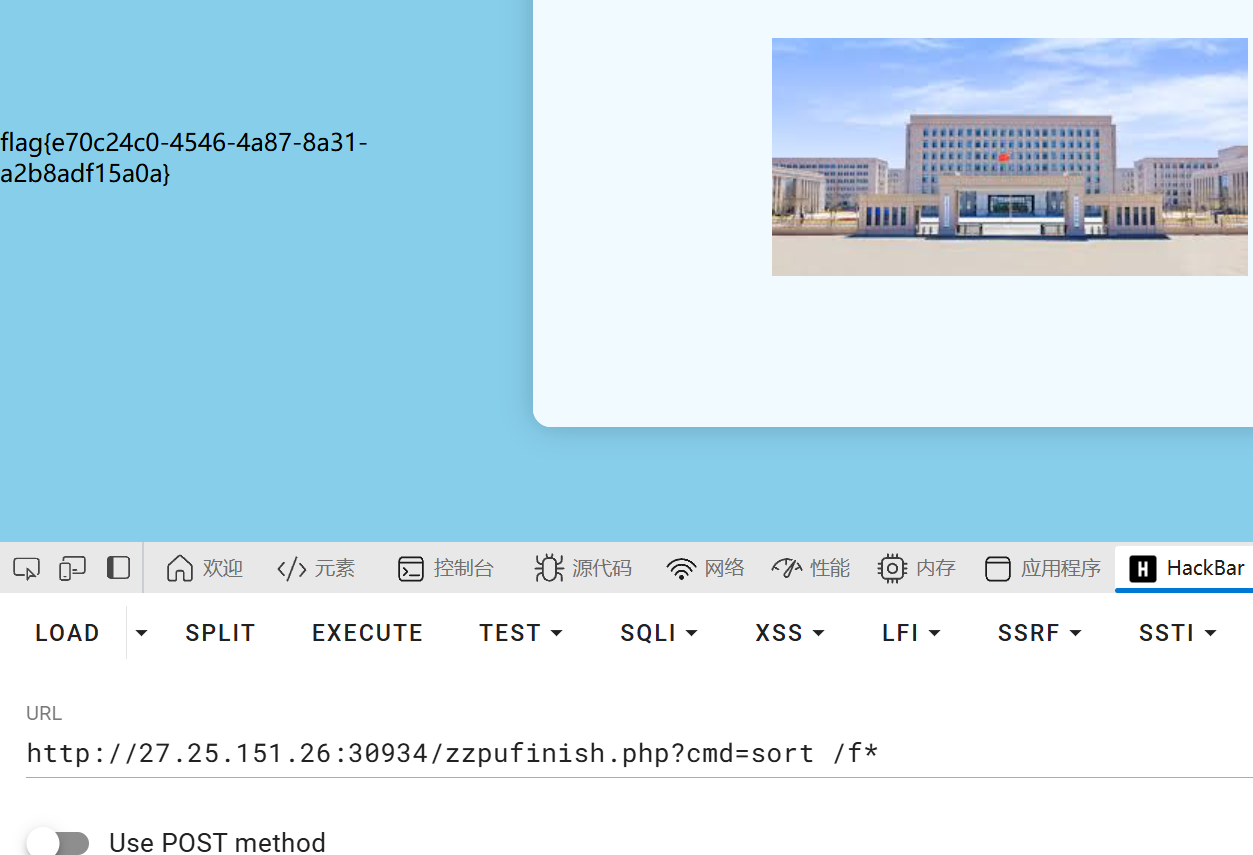 flag{e70c24c0-4546-4a87-8a31-
a2b8adf15a0a}
欢迎 </> 元素 控制台 源代码 网络 性能 内存 应用程序 H HackBar
LOAD SPLIT EXECUTE TEST SQLI XSS LFI SSRF SSTI
URL
http://27.25.151.26:30934/zzpufinish.php?cmd=sort /f*
Use POST method